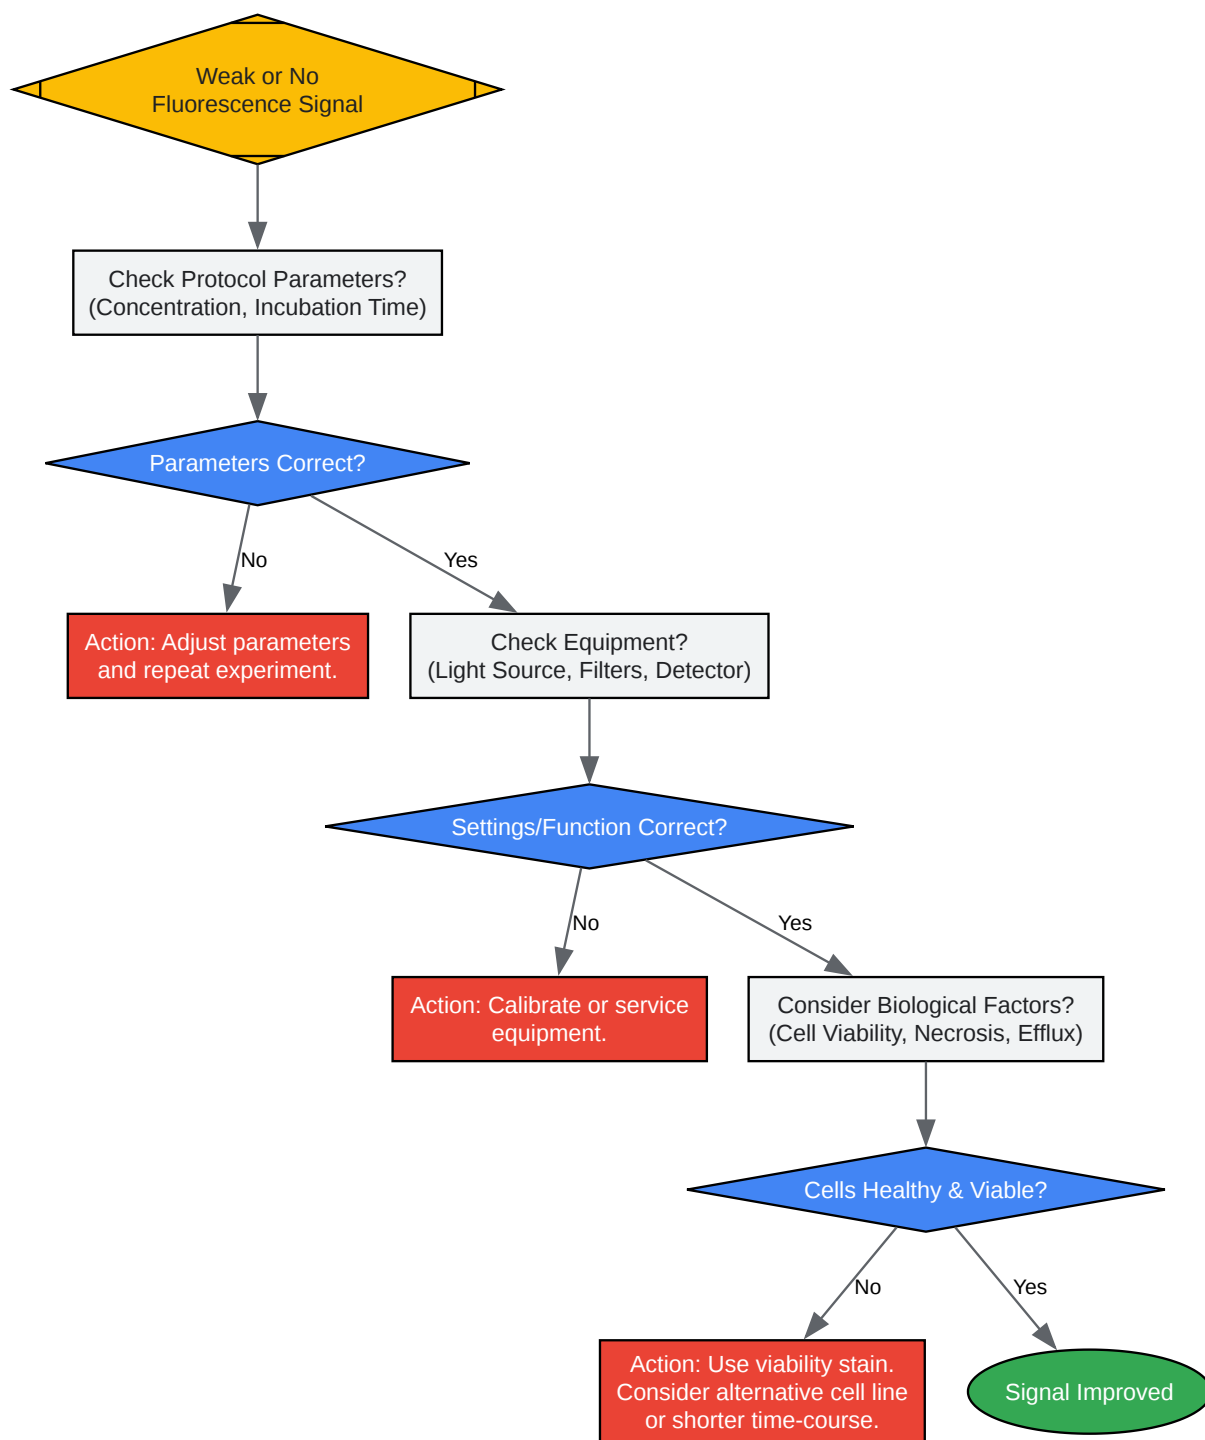 Weak or No
Fluorescence Signal
Check Protocol Parameters?
(Concentration, Incubation Time)
Parameters Correct?
No
Yes
Action: Adjust parameters
and repeat experiment.
Check Equipment?
(Light Source, Filters, Detector)
Settings/Function Correct?
No
Yes
Action: Calibrate or service
equipment.
Consider Biological Factors?
(Cell Viability, Necrosis, Efflux)
Cells Healthy & Viable?
No
Yes
Action: Use viability stain.
Consider alternative cell line
or shorter time-course.
Signal Improved